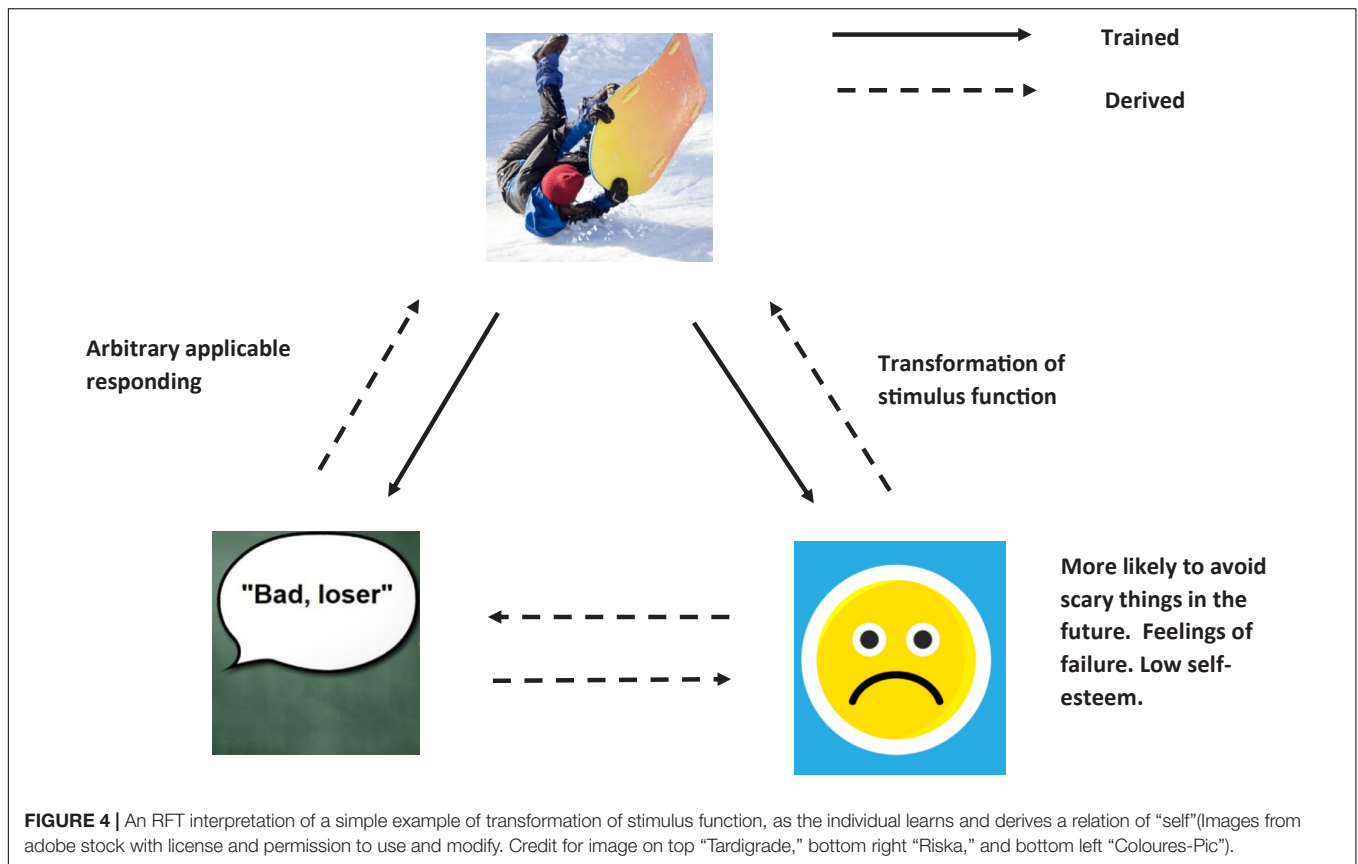 Trained
Derived
Arbitrary applicable
responding
Transformation of
stimulus function
"Bad, loser"
More likely to avoid
scary things in the
future. Feelings of
failure. Low self-
esteem.
FIGURE 4 | An RFT interpretation of a simple example of transformation of stimulus function, as the individual learns and derives a relation of “self”(Images from
adobe stock with license and permission to use and modify. Credit for image on top “Tardigrade,” bottom right “Riska,” and bottom left “Coloures-Pic”).